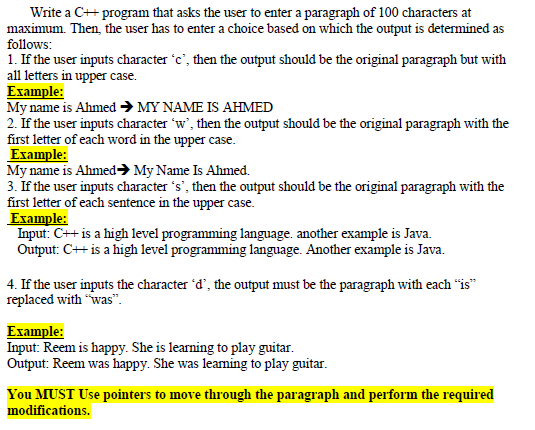 Write a C++ program that asks the user to enter a paragraph of 100 characters at
maximum. Then, the user has to enter a choice based on which the output is determined as
follows:
1. If the user inputs character ‘c’, then the output should be the original paragraph but with
all letters in upper case.
Example:
My name is Ahmed ➔ MY NAME IS AHMED
2. If the user inputs character ‘w’, then the output should be the original paragraph with the
first letter of each word in the upper case.
Example:
My name is Ahmed➔ My Name Is Ahmed.
3. If the user inputs character ‘s’, then the output should be the original paragraph with the
first letter of each sentence in the upper case.
Example:
Input: C++ is a high level programming language. another example is Java.
Output: C++ is a high level programming language. Another example is Java.
4. If the user inputs the character ‘d’, the output must be the paragraph with each “is”
replaced with “was”.
Example:
Input: Reem is happy. She is learning to play guitar.
Output: Reem was happy. She was learning to play guitar.
You MUST Use pointers to move through the paragraph and perform the required
modifications.